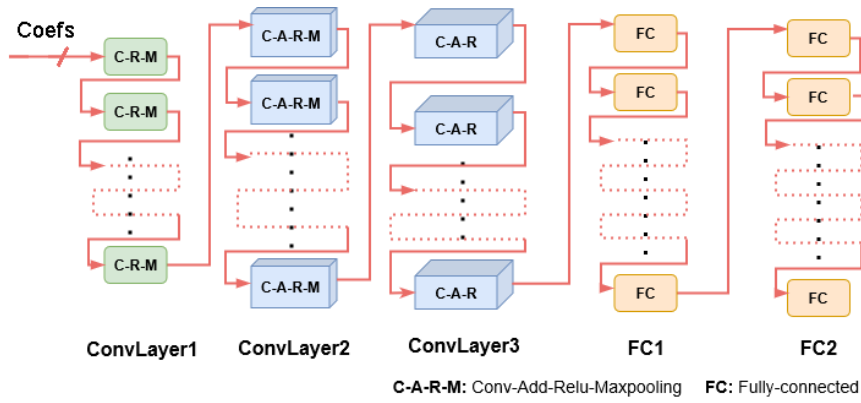 Coefs
C-R-M
C-R-M
C-R-M
ConvLayer1
C-A-R-M
C-A-R-M
C-A-R-M
ConvLayer2
C-A-R
C-A-R
C-A-R
ConvLayer3
FC
FC
FC
FC1
FC
FC
FC
FC2
C-A-R-M: Conv-Add-Relu-Maxpooling FC: Fully-connected